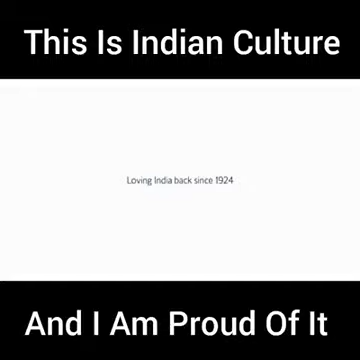 This Is Indian Culture
Loving India back since 1924
And I Am Proud Of It